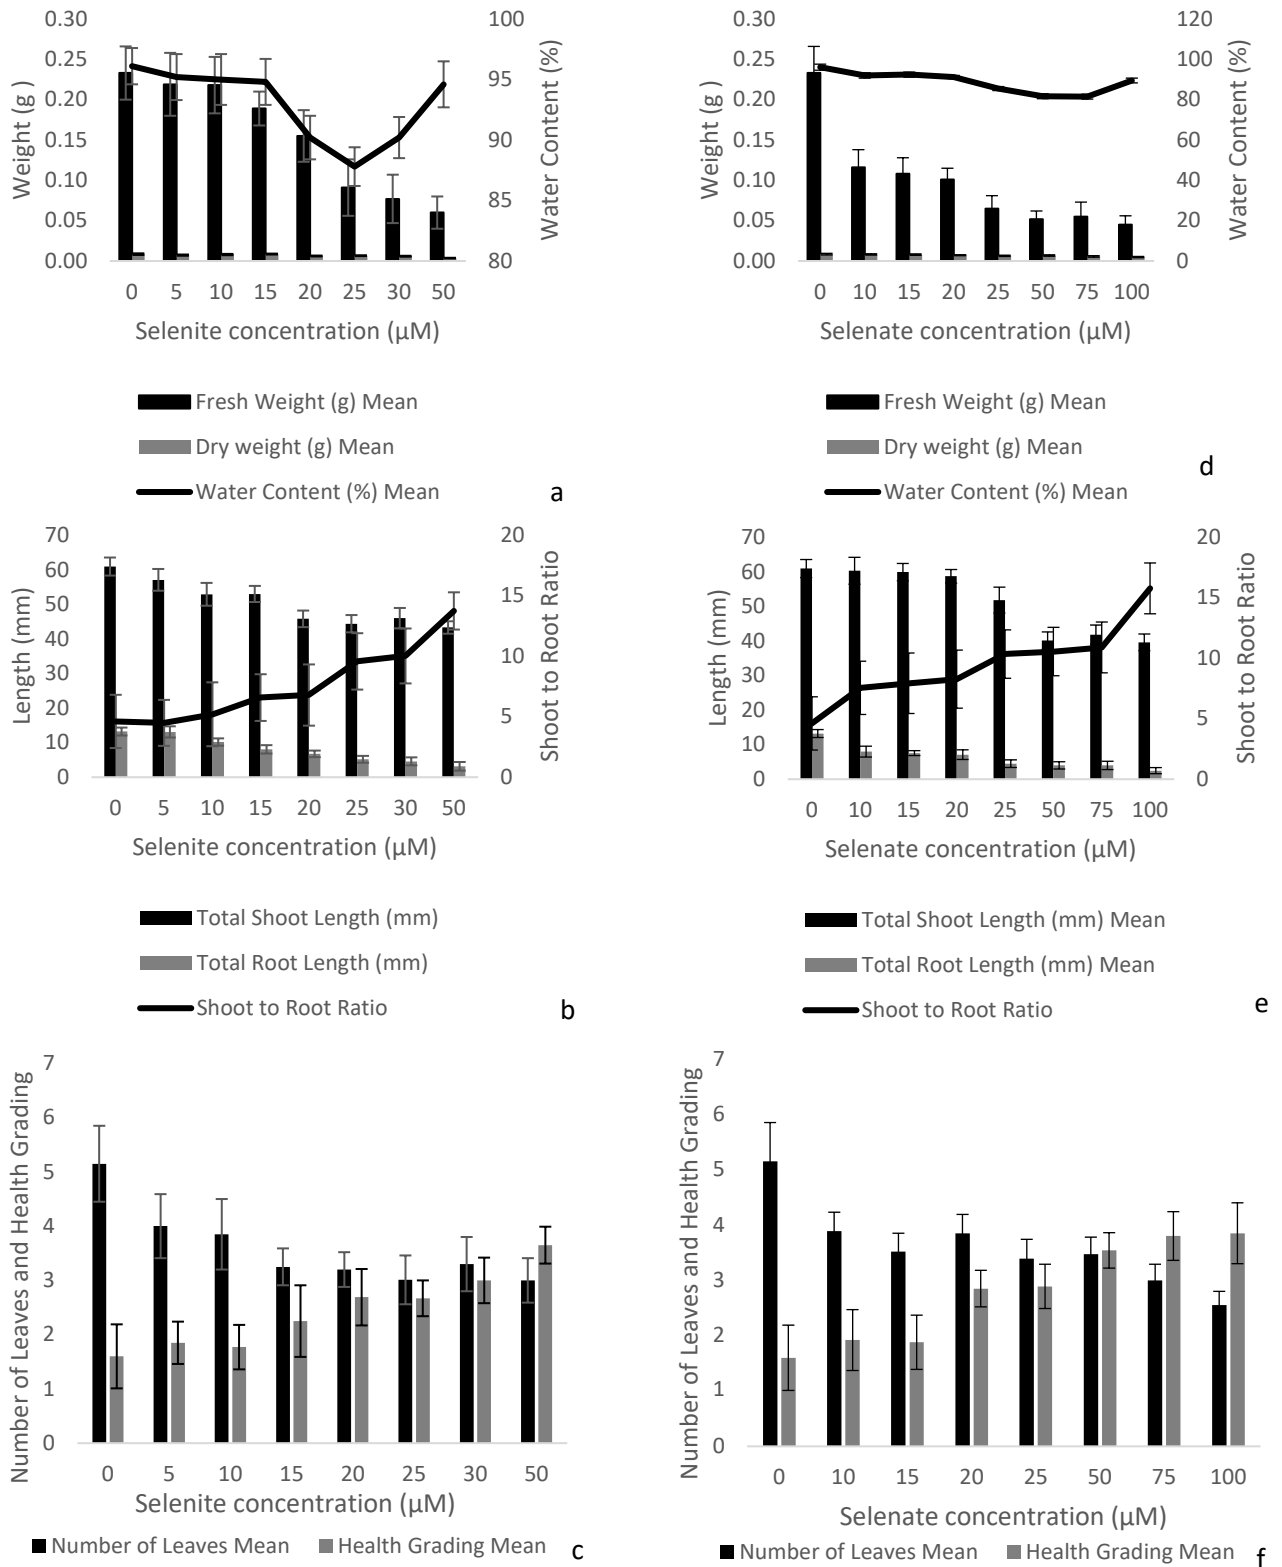 0.30
0.25
0.20
0.15
0.10
0.05
0.00
Weight (g )
100
95
90
85
80
Water Content (%)
0 5 10 15 20 25 30 50
Selenite concentration (µM)
Fresh Weight (g) Mean
Dry weight (g) Mean
Water Content (%) Mean
a
0.30
0.25
0.20
0.15
0.10
0.05
0.00
Weight (g )
120
100
80
60
40
20
0
Water Content (%)
0 10 15 20 25 50 75 100
Selenate concentration (µM)
Fresh Weight (g) Mean
Dry weight (g) Mean
Water Content (%) Mean
d
70
60
50
40
30
20
10
0
Length (mm)
20
15
10
5
0
Shoot to Root Ratio
0 5 10 15 20 25 30 50
Selenite concentration (µM)
Total Shoot Length (mm)
Total Root Length (mm)
Shoot to Root Ratio
b
70
60
50
40
30
20
10
0
Length (mm)
20
15
10
5
0
Shoot to Root Ratio
0 10 15 20 25 50 75 100
Selenate concentration (µM)
Total Shoot Length (mm) Mean
Total Root Length (mm) Mean
Shoot to Root Ratio
e
7
6
5
4
3
2
1
0
Number of Leaves and Health Grading
0 5 10 15 20 25 30 50
Selenite concentration (µM)
Number of Leaves Mean Health Grading Mean
c
7
6
5
4
3
2
1
0
Number of Leaves and Health Grading
0 10 15 20 25 50 75 100
Selenate concentration (µM)
Number of Leaves Mean Health Grading Mean
f